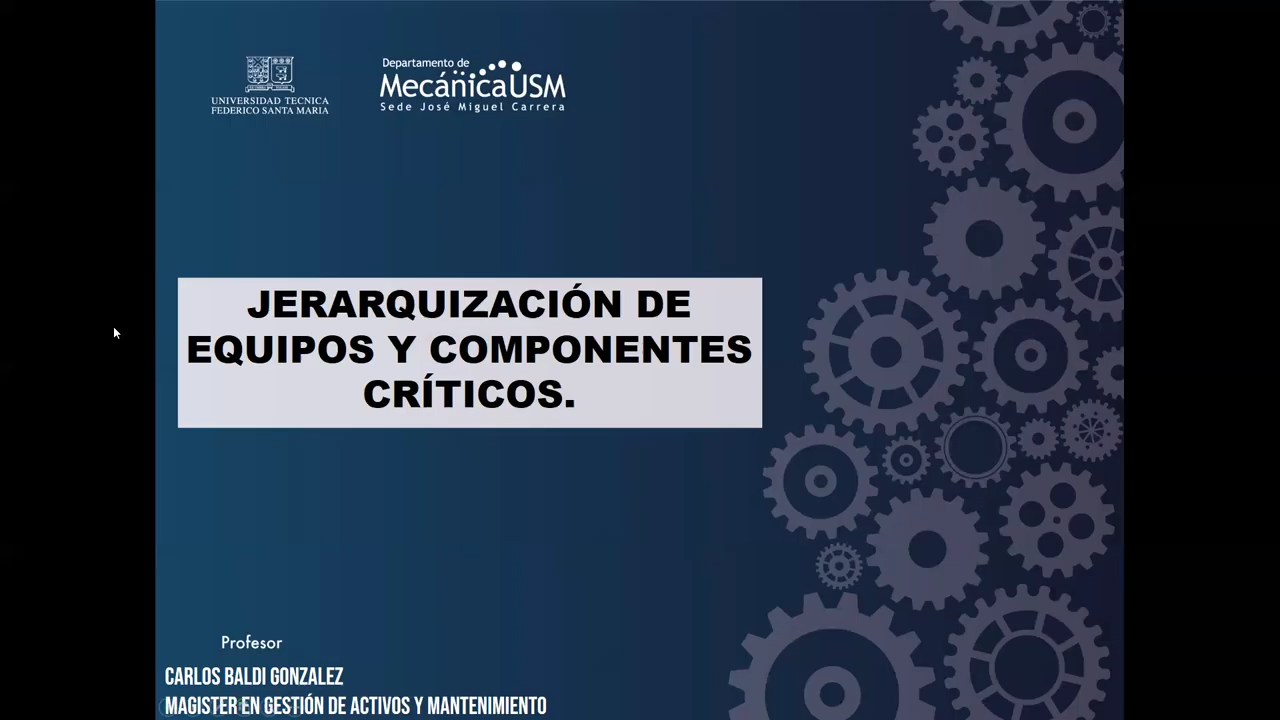 UNIVERSIDAD TECNICA
FEDERICO SANTA MARIA
Departamento de
MecánicaUSM
Sede José Miguel Carrera
JERARQUIZACIÓN DE
EQUIPOS Y COMPONENTES
CRÍTICOS.
Profesor
CARLOS BALDI GONZALEZ
MAGISTER EN GESTIÓN DE ACTIVOS Y MANTENIMIENTO